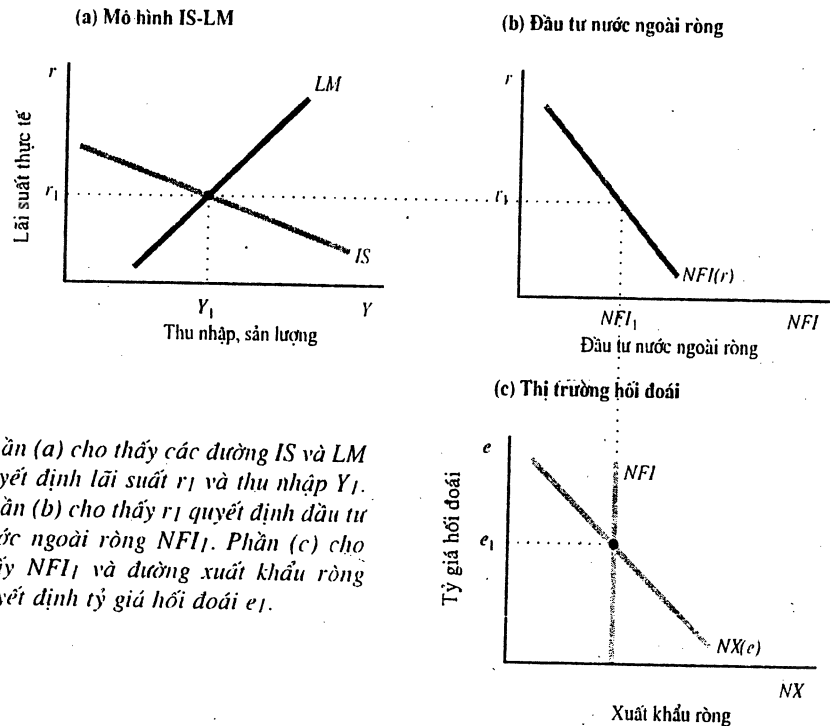 (a) Mô hình IS-LM
r
LM
Lãi suất thực tế
r1
IS
Y1
Y
Thu nhập, sản lượng
(b) Đầu tư nước ngoài ròng
r
r1
NFI(r)
NFI1
NFI
Đầu tư nước ngoài ròng
(c) Thị trường hối đoái
e
NFI
Tỷ giá hối đoái
e1
NX(e)
NX
Xuất khẩu ròng
ần (a) cho thấy các đường IS và LM
yết định lãi suất r1 và thu nhập Y1.
ần (b) cho thấy r1 quyết định đầu tư
ớc ngoài ròng NFI1. Phần (c) cho
ấy NFI1 và đường xuất khẩu ròng
yết định tỷ giá hối đoái e1.